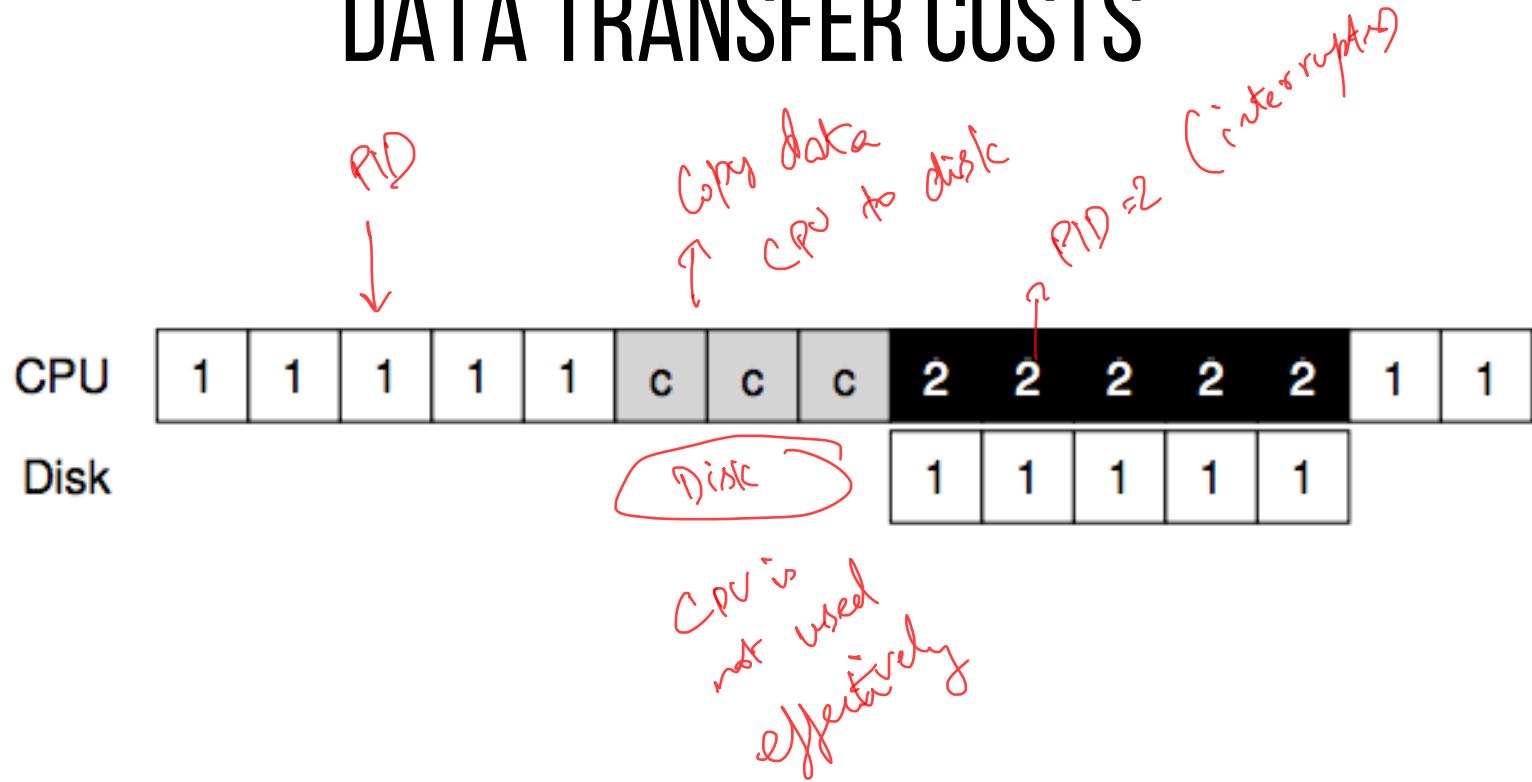 DATA TRANSFER COSTS
PID
Copy data
CPU to disk
PID=2 (interrupts)
CPU 1 1 1 1 1 c c c 2 2 2 2 2 1 1
Disk 1 1 1 1 1
Disk
CPU is
not used
effectively